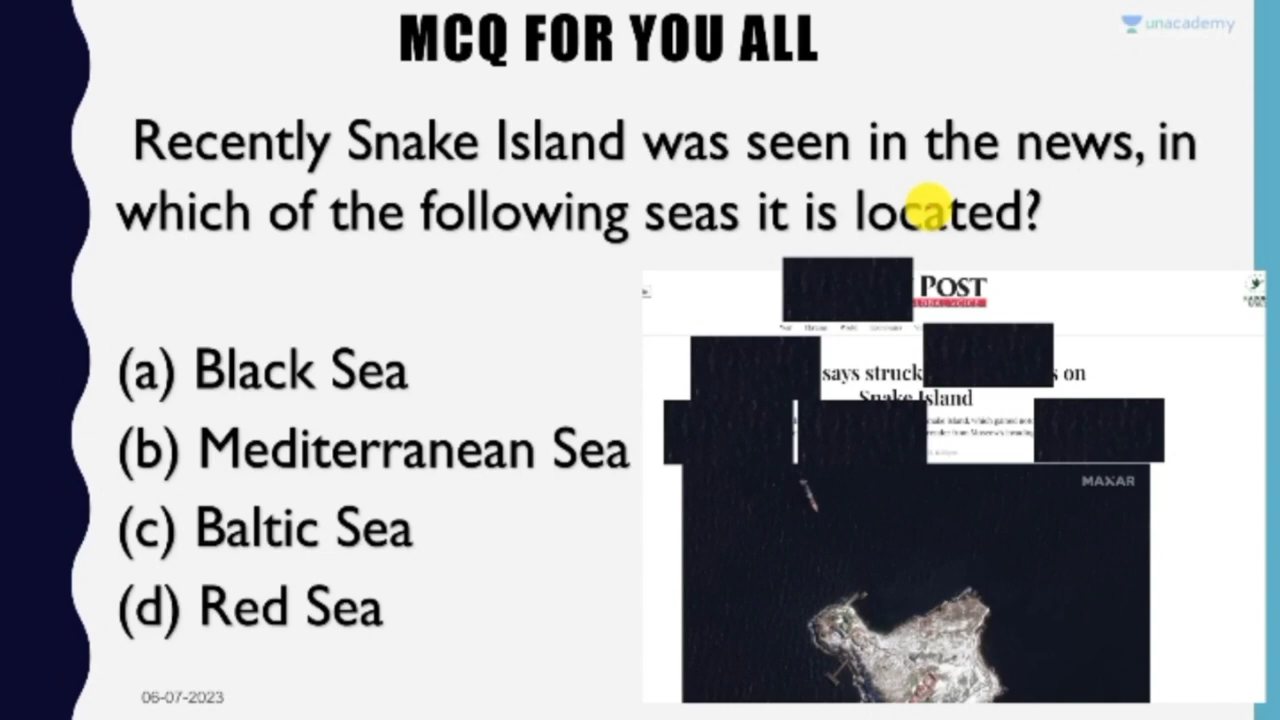 MCQ FOR YOU ALL
unacademy
Recently Snake Island was seen in the news, in
which of the following seas it is located?
POST
says struck
on
Snake Island
(a) Black Sea
(b) Mediterranean Sea
(c) Baltic Sea
(d) Red Sea
MAXAR
06-07-2023